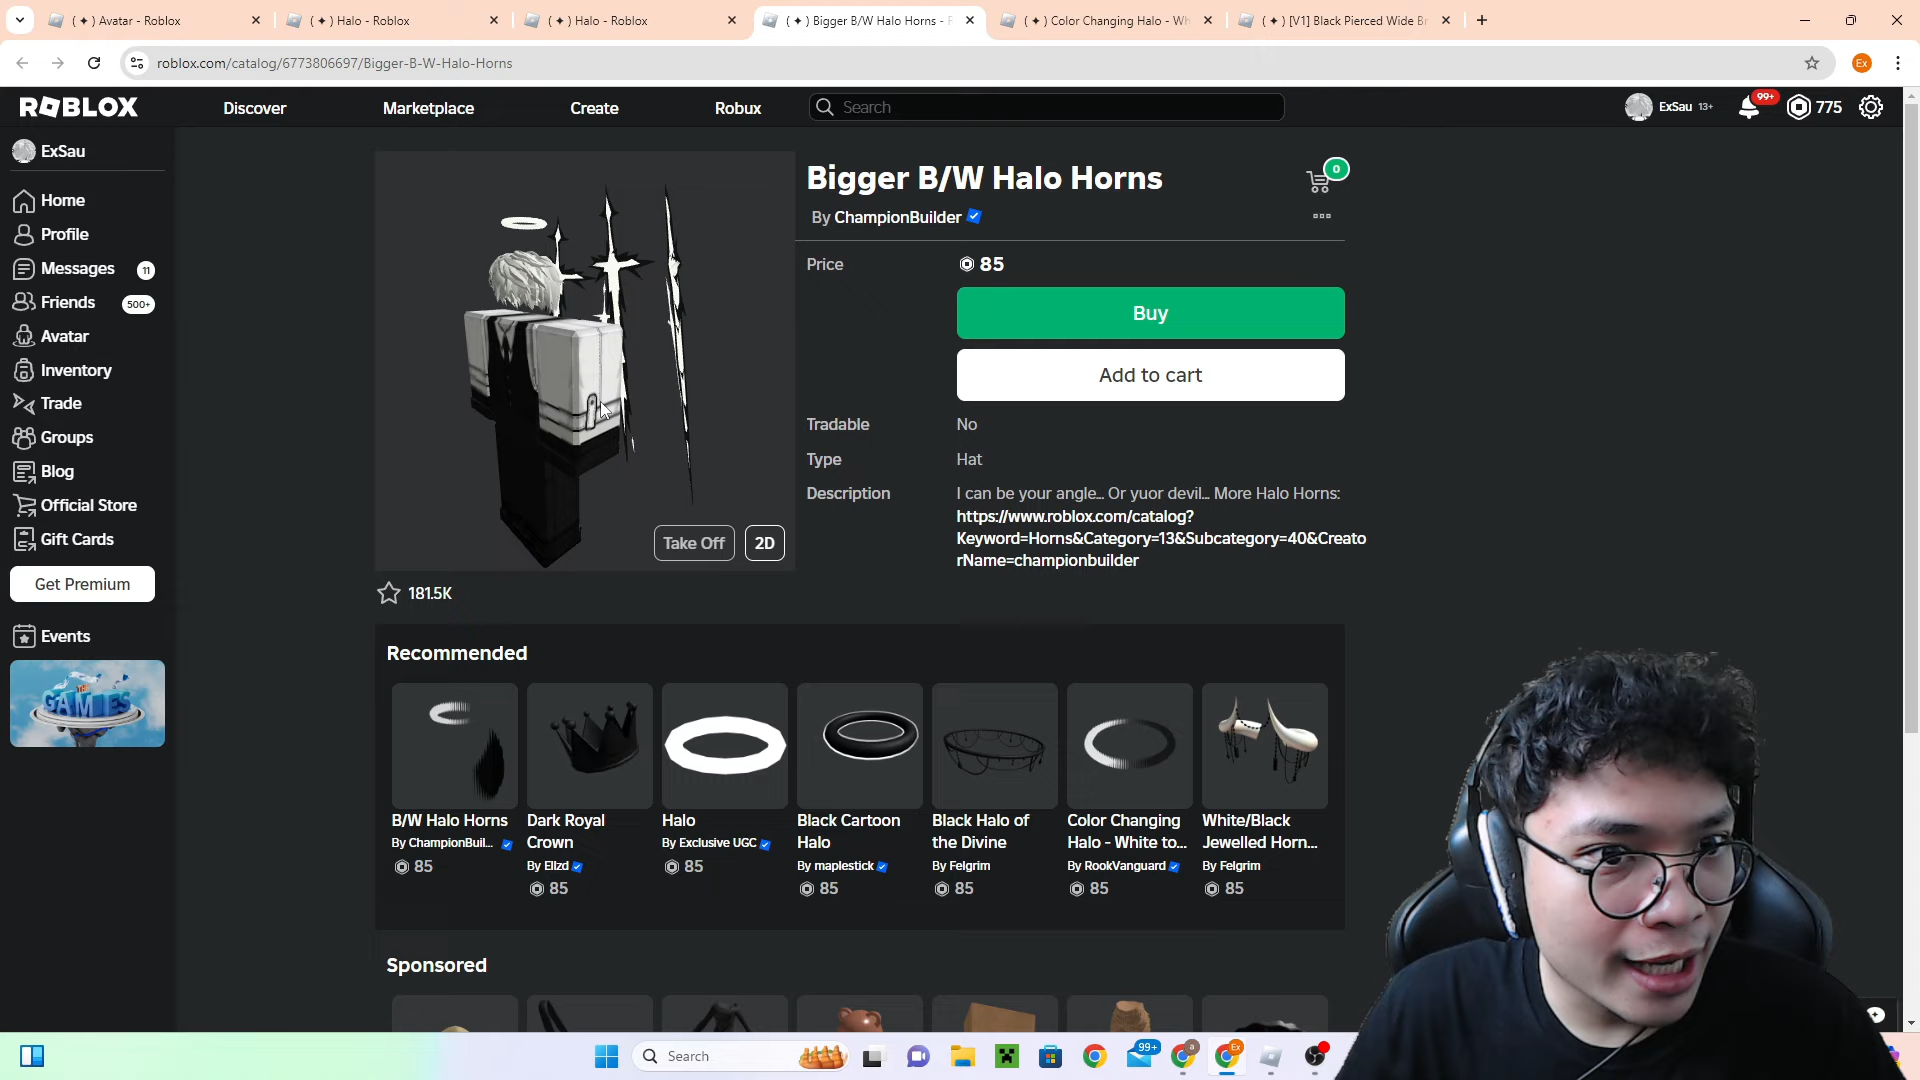 ( ✦ ) Avatar - Roblox
( ✦ ) Halo - Roblox
( ✦ ) Halo - Roblox
( ✦ ) Bigger B/W Halo Horns -
( ✦ ) Color Changing Halo - Wh
( ✦ ) [V1] Black Pierced Wide Br
roblox.com/catalog/6773806697/Bigger-B-W-Halo-Horns
Ex
ROBLOX
Discover
Marketplace
Create
Robux
Search
ExSau 13+
99+
775
ExSau
Home
Profile
Messages 11
Friends 500+
Avatar
Inventory
Trade
Groups
Blog
Official Store
Gift Cards
Get Premium
Events
THE GAMES
Take Off
2D
181.5K
Bigger B/W Halo Horns
0
By ChampionBuilder
Price 85
Buy
Add to cart
Tradable No
Type Hat
Description I can be your angle... Or yuor devil... More Halo Horns:
https://www.roblox.com/catalog?
Keyword=Horns&Category=13&Subcategory=40&Creato
rName=championbuilder
Recommended
B/W Halo Horns
By ChampionBuil...
85
Dark Royal
Crown
By Ellzd
85
Halo
By Exclusive UGC
85
Black Cartoon
Halo
By maplestick
85
Black Halo of
the Divine
By Felgrim
85
Color Changing
Halo - White to...
By RookVanguard
85
White/Black
Jewelled Horn...
By Felgrim
85
Sponsored
Search
99+
a
Ex